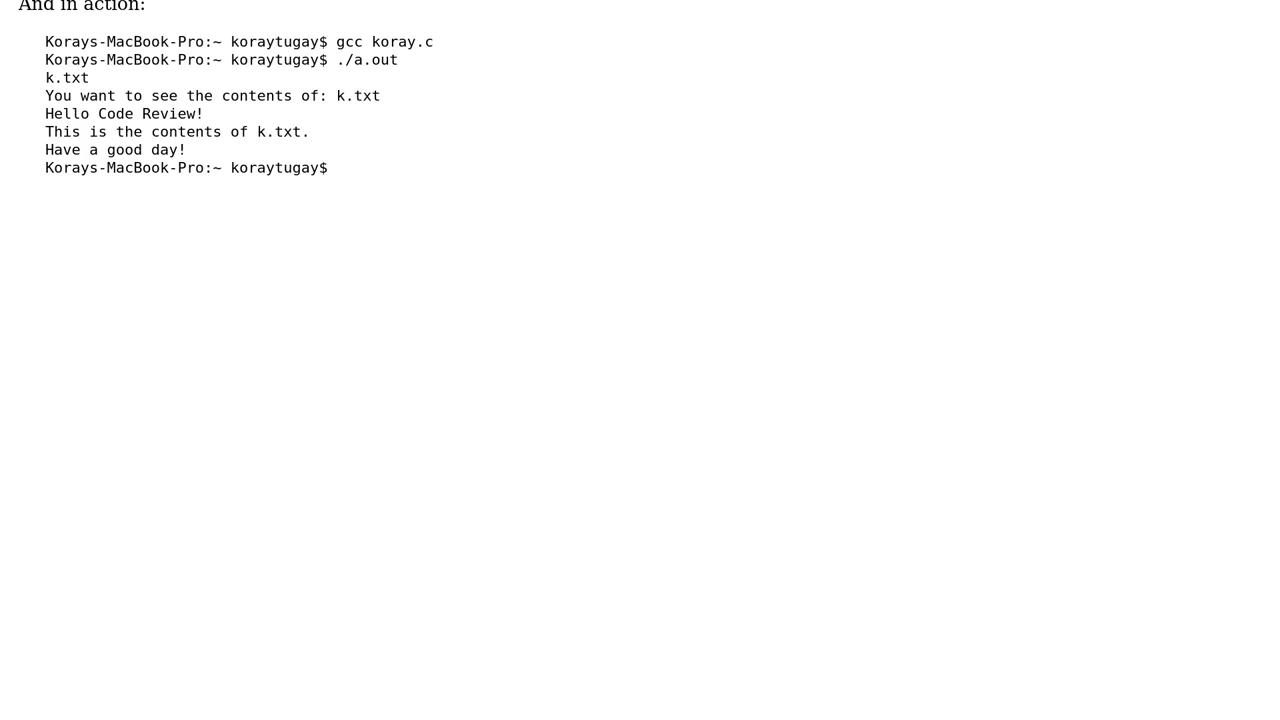 And in action:
Korays-MacBook-Pro:~ koraytugay$ gcc koray.c
Korays-MacBook-Pro:~ koraytugay$ ./a.out
k.txt
You want to see the contents of: k.txt
Hello Code Review!
This is the contents of k.txt.
Have a good day!
Korays-MacBook-Pro:~ koraytugay$